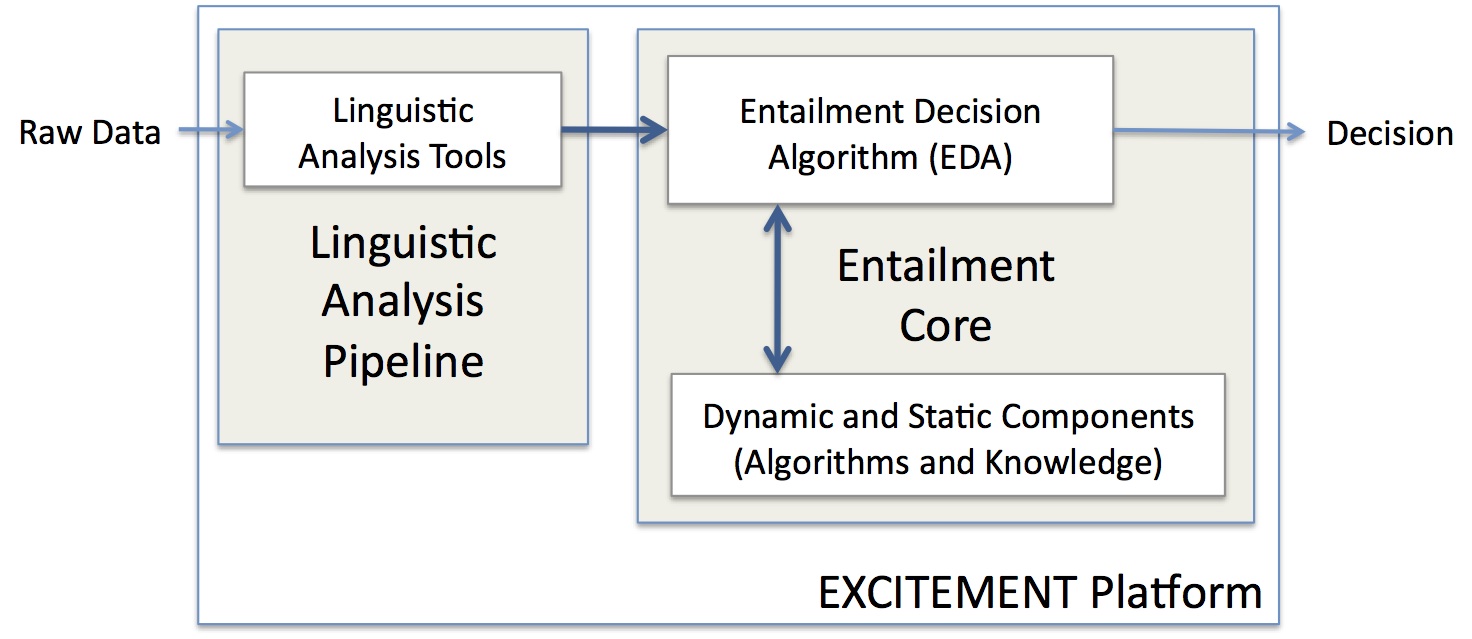 Raw Data
Linguistic
Analysis Tools
Linguistic
Analysis
Pipeline
Entailment Decision
Algorithm (EDA)
Entailment
Core
Dynamic and Static Components
(Algorithms and Knowledge)
Decision
EXCITEMENT Platform